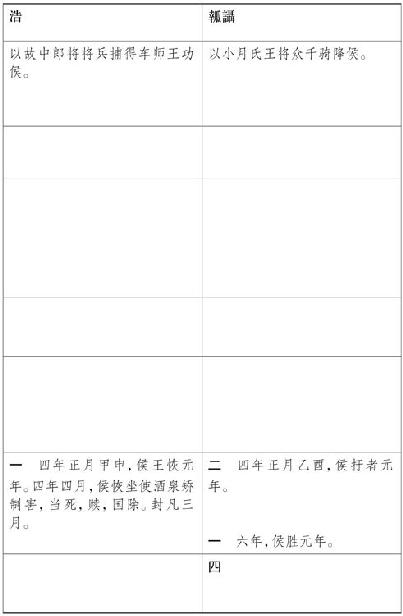 浩
以故中郎将将兵捕得车师王功
侯。
一 四年正月甲申,侯王恢元
年。四年四月,侯恢坐使酒泉矫
制害,当死,赎,国除。封凡三
月。
瓡讘
以小月氏王将众千骑降侯。
二 四年正月乙酉,侯扜者元
年。
一 六年,侯胜元年。
四